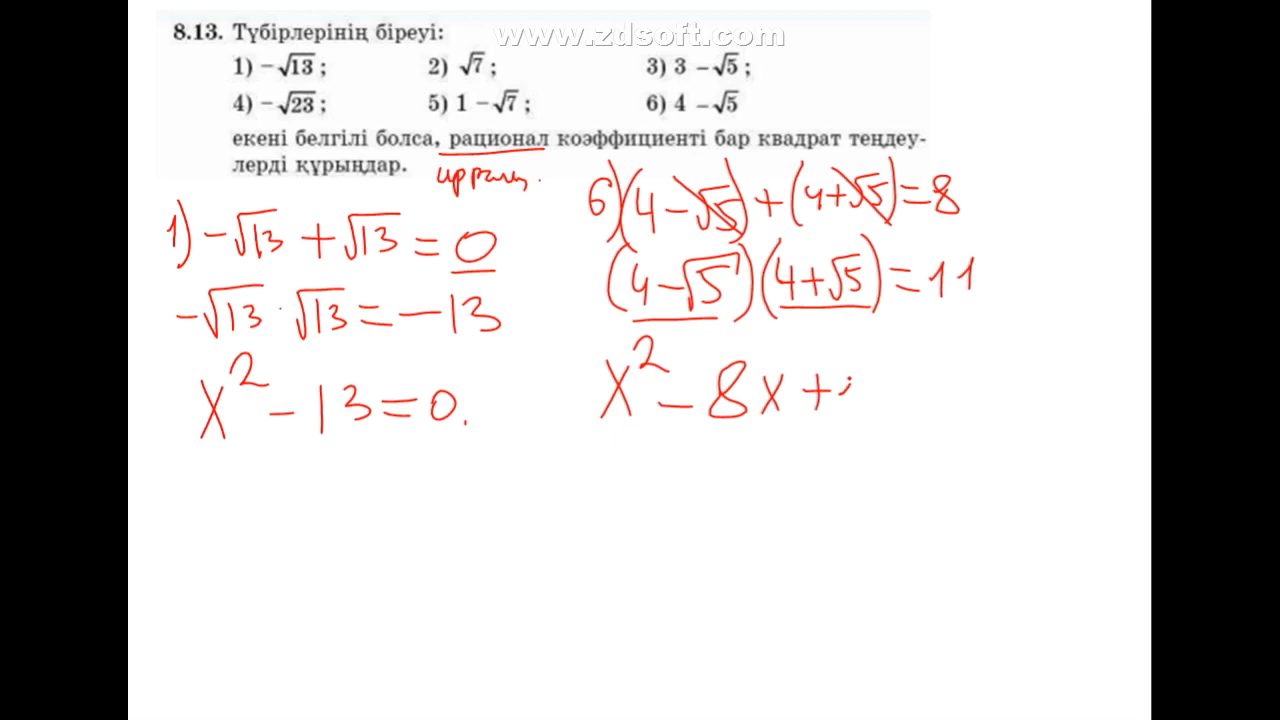 www.zdsoft.com
8.13. Түбірлерінің біреуі:
1) −√13 ; 2) √7 ; 3) 3 − √5 ;
4) −√23 ; 5) 1 − √7 ; 6) 4 − √5
екені белгілі болса, рационал коэффициенті бар квадрат теңдеу-
лерді құрыңдар.
1) −√13 + √13 = 0
−√13 · √13 = −13
x² − 13 = 0.
6) (4 − √5) + (4 + √5) = 8
(4 − √5)(4 + √5) = 11
x² − 8x +